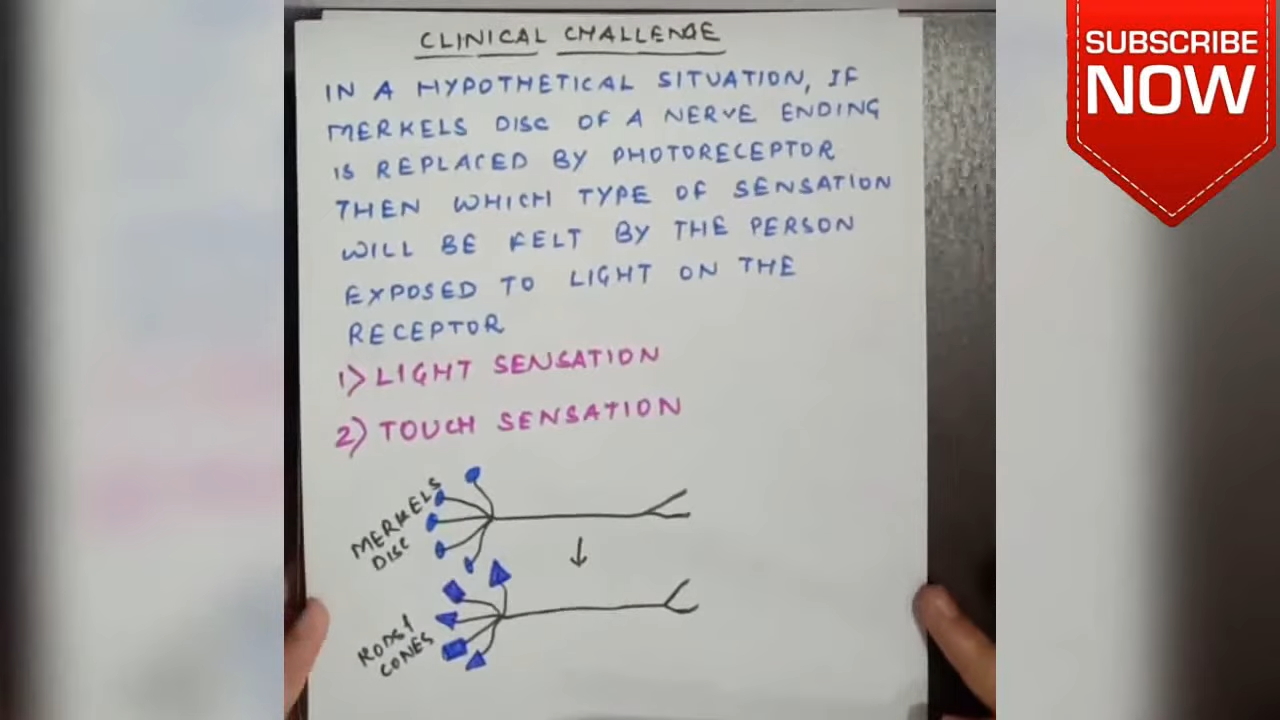 CLINICAL CHALLENGE
IN A HYPOTHETICAL SITUATION, IF
MERKELS DISC OF A NERVE ENDING
IS REPLACED BY PHOTORECEPTOR
THEN WHICH TYPE OF SENSATION
WILL BE FELT BY THE PERSON
EXPOSED TO LIGHT ON THE
RECEPTOR
1) LIGHT SENSATION
2) TOUCH SENSATION
MERKELS
DISC
RODS &
CONES
SUBSCRIBE
NOW